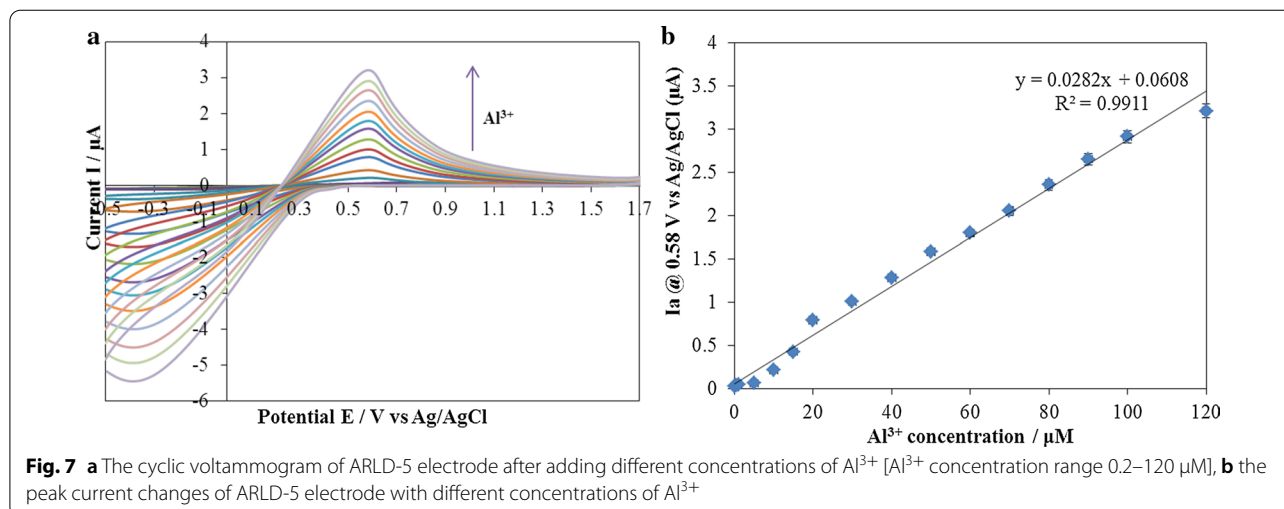 a
4
3
2
1
0
-1
-2
-3
-4
-5
-6
Current I / µA
-0.5 -0.3 -0.1 0.1 0.3 0.5 0.7 0.9 1.1 1.3 1.5 1.7
Potential E / V vs Ag/AgCl
Al³⁺
b
4
3.5
3
2.5
2
1.5
1
0.5
0
Ia @ 0.58 V vs Ag/AgCl (µA)
y = 0.0282x + 0.0608
R² = 0.9911
0 20 40 60 80 100 120
Al³⁺ concentration / µM
Fig. 7 a The cyclic voltammogram of ARLD-5 electrode after adding different concentrations of Al³⁺ [Al³⁺ concentration range 0.2–120 µM], b the
peak current changes of ARLD-5 electrode with different concentrations of Al³⁺